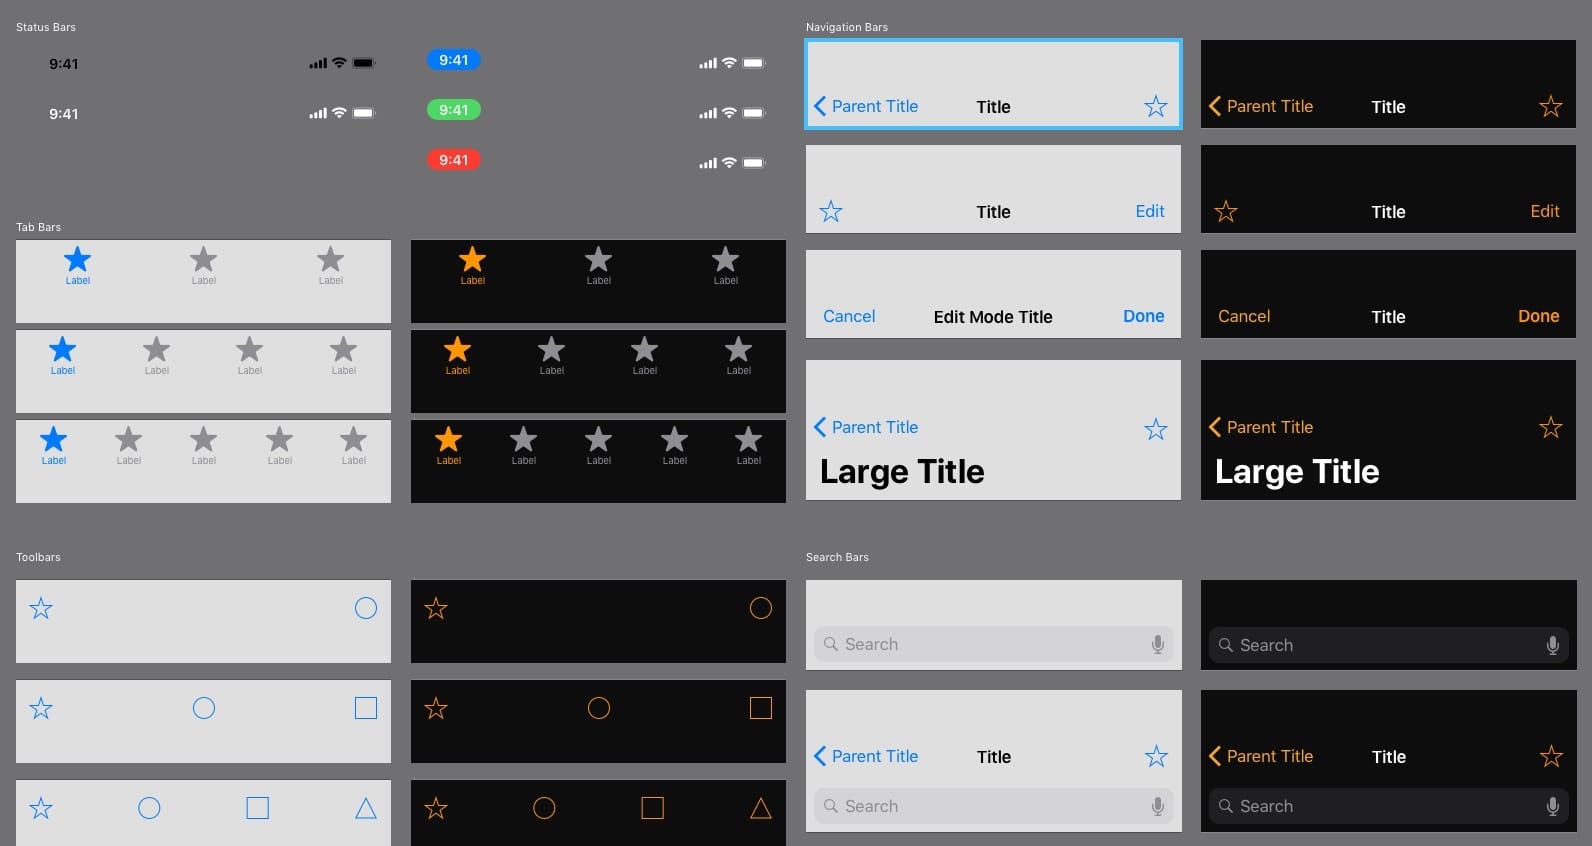 Status Bars
9:41
9:41
9:41
9:41
9:41
Tab Bars
Label Label Label
Label Label Label
Label Label Label Label
Label Label Label Label
Label Label Label Label Label
Label Label Label Label Label
Toolbars
Navigation Bars
Parent Title Title
Parent Title Title
Title Edit
Title Edit
Cancel Edit Mode Title Done
Cancel Title Done
Parent Title
Large Title
Parent Title
Large Title
Search Bars
Search
Search
Parent Title Title
Search
Parent Title Title
Search